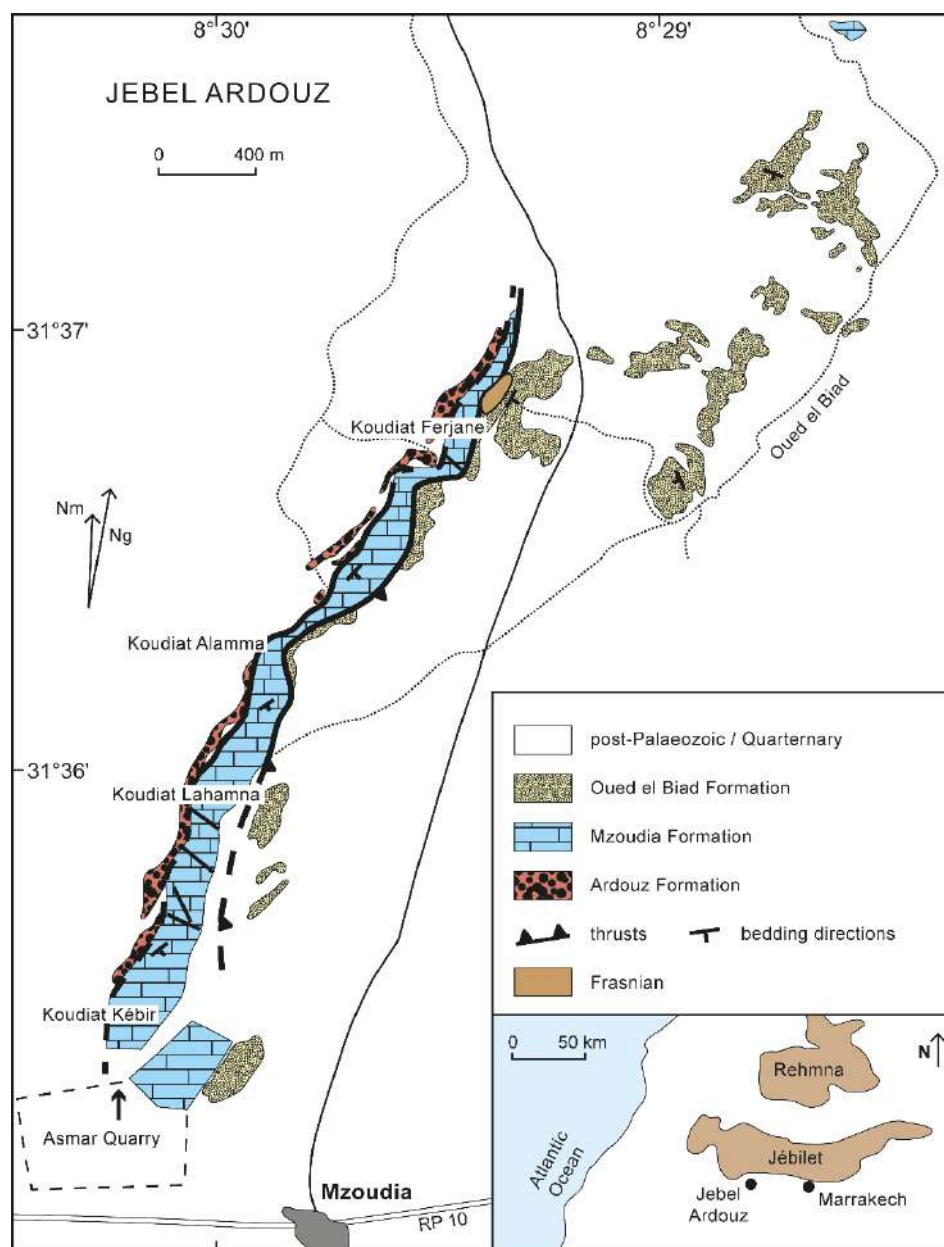 8°30'
8°29'
JEBEL ARDOUZ
0 400 m
31°37'
Koudiat Ferjane
Oued el Biad
Nm
Ng
Koudiat Alamma
31°36'
Koudiat Lahamna
Koudiat Kébir
Asmar Quarry
Mzoudia
RP 10
post-Palaeozoic / Quarternary
Oued el Biad Formation
Mzoudia Formation
Ardouz Formation
thrusts
bedding directions
Frasnian
0 50 km
N
Rehmna
Atlantic
Ocean
Jébilet
Jebel
Ardouz
Marrakech